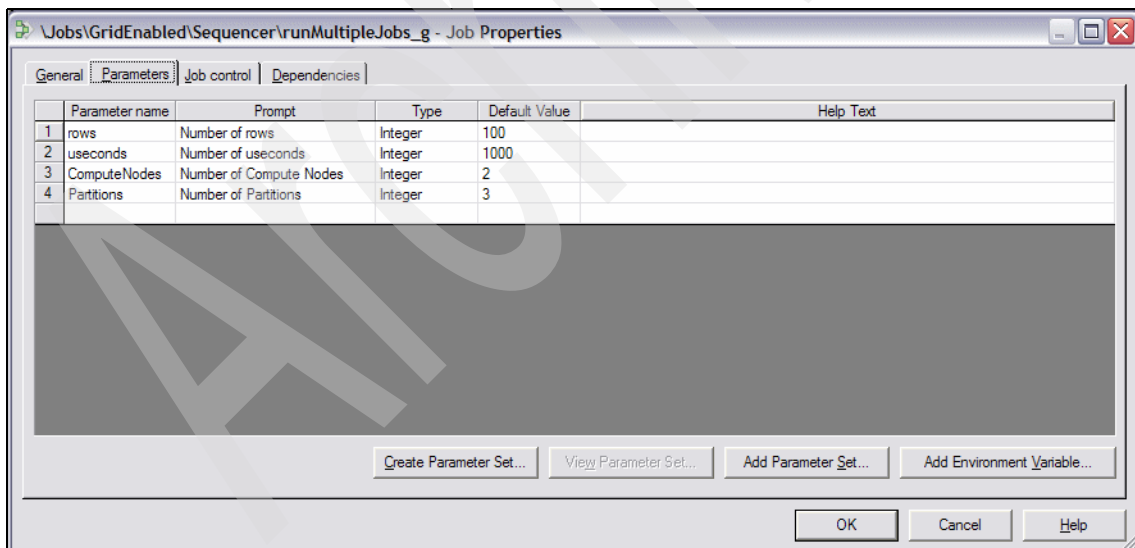 \Jobs\GridEnabled\Sequencer\runMultipleJobs_g - Job Properties
General Parameters Job control Dependencies
Parameter name Prompt Type Default Value Help Text
1 rows Number of rows Integer 100
2 useconds Number of useconds Integer 1000
3 ComputeNodes Number of Compute Nodes Integer 2
4 Partitions Number of Partitions Integer 3
Create Parameter Set... View Parameter Set... Add Parameter Set... Add Environment Variable...
OK Cancel Help